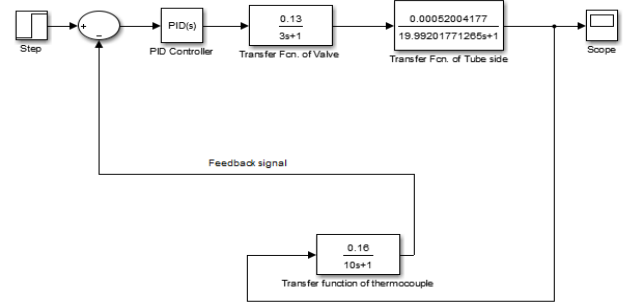 0.13
0.00052004177
PID(s)
3s+1
19.99201771265s+1
Step
PID Controller
Transfer Fcn. of Valve
Transfer Fcn. of Tube side
Scope
Feedback signal
0.16
10s+1
Transfer function of thermocouple